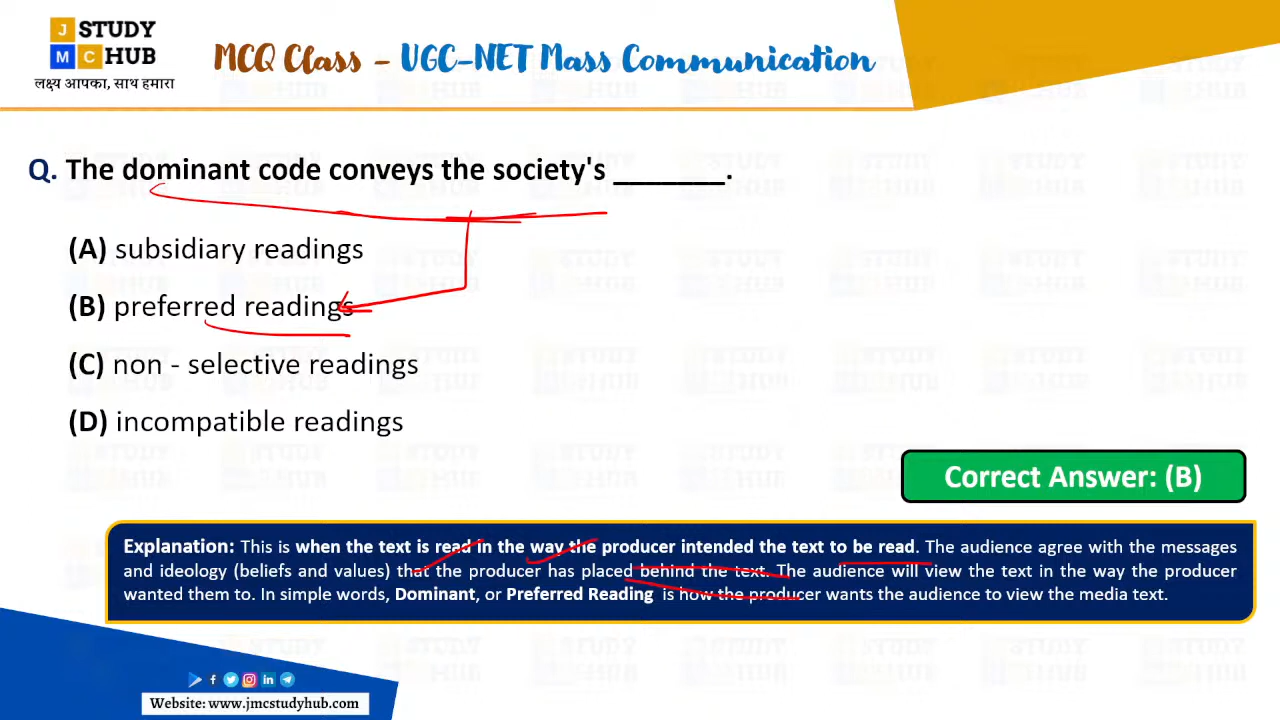 J STUDY
M C HUB
लक्ष्य आपका, साथ हमारा
MCQ Class - UGC-NET Mass Communication
Q. The dominant code conveys the society's ________.
(A) subsidiary readings
(B) preferred readings
(C) non - selective readings
(D) incompatible readings
Correct Answer: (B)
Explanation: This is when the text is read in the way the producer intended the text to be read. The audience agree with the messages
and ideology (beliefs and values) that the producer has placed behind the text. The audience will view the text in the way the producer
wanted them to. In simple words, Dominant, or Preferred Reading is how the producer wants the audience to view the media text.
Website: www.jmcstudyhub.com